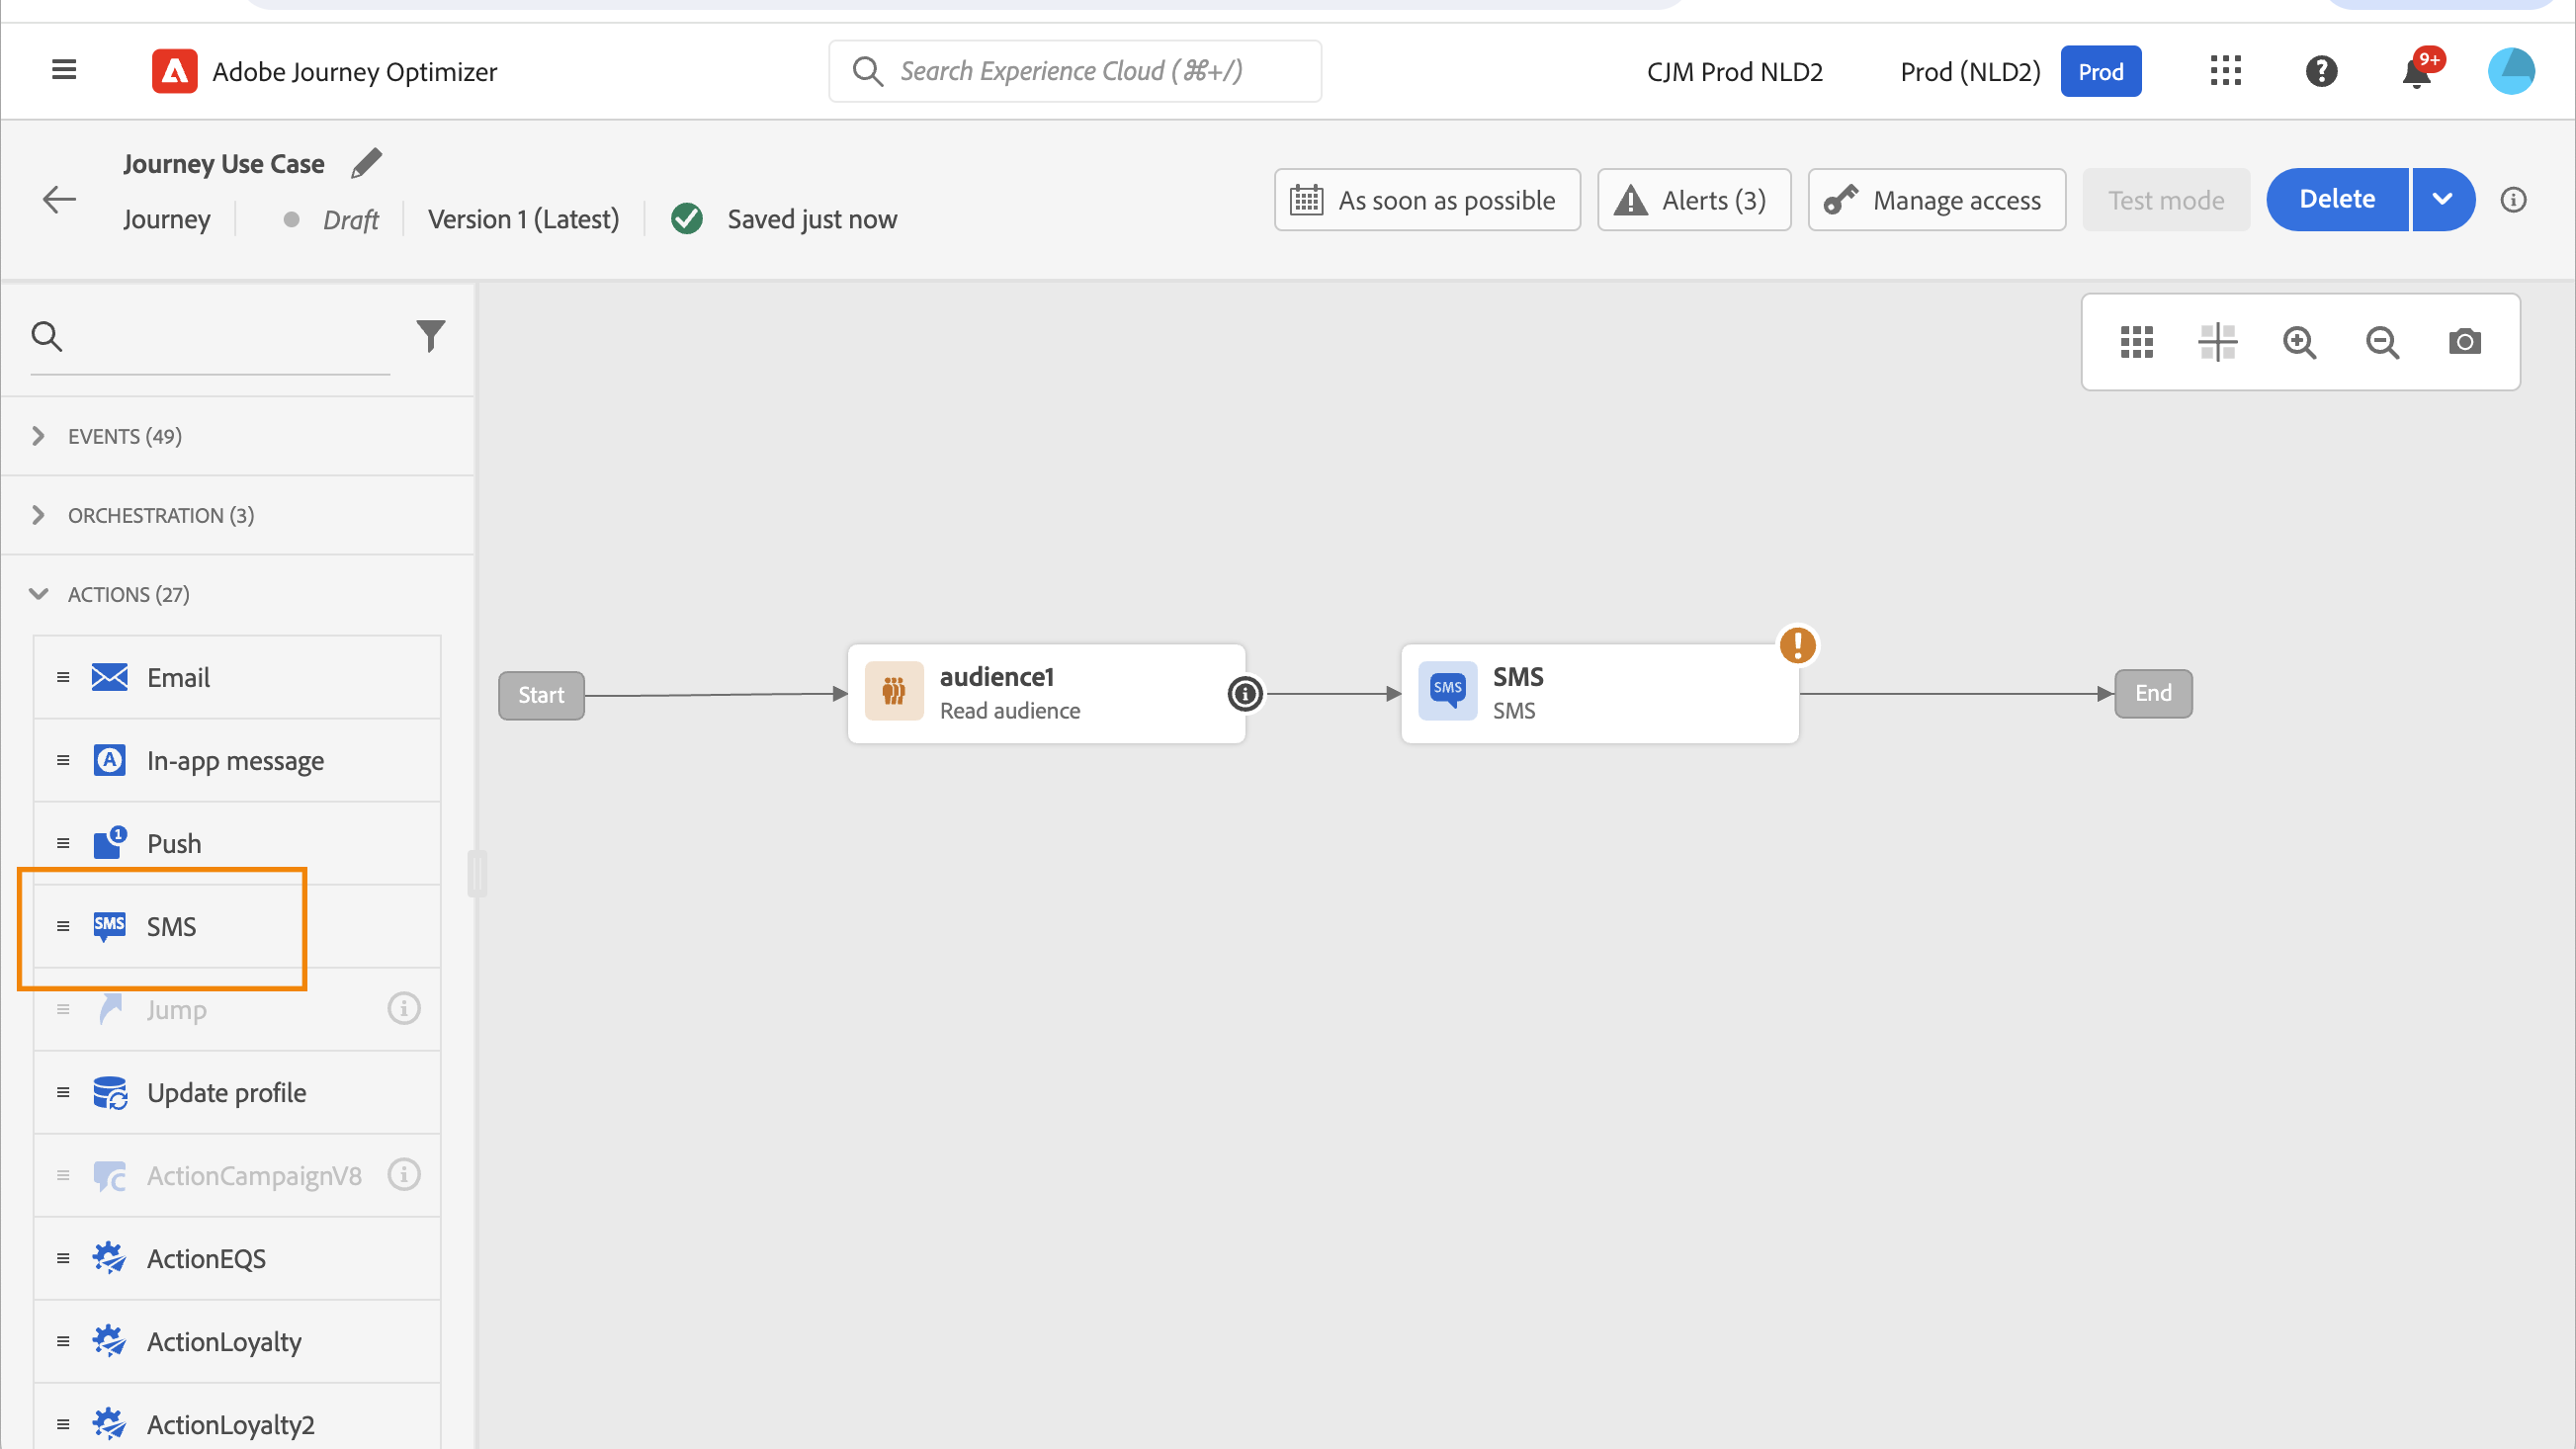 Adobe Journey Optimizer
Search Experience Cloud (⌘+/)
CJM Prod NLD2
Prod (NLD2)
Prod
9+
Journey Use Case
Journey
Draft
Version 1 (Latest)
Saved just now
As soon as possible
Alerts (3)
Manage access
Test mode
Delete
EVENTS (49)
ORCHESTRATION (3)
ACTIONS (27)
Email
In-app message
1
Push
SMS
SMS
Jump
Update profile
ActionCampaignV8
ActionEQS
ActionLoyalty
ActionLoyalty2
Start
audience1
Read audience
SMS
SMS
SMS
End